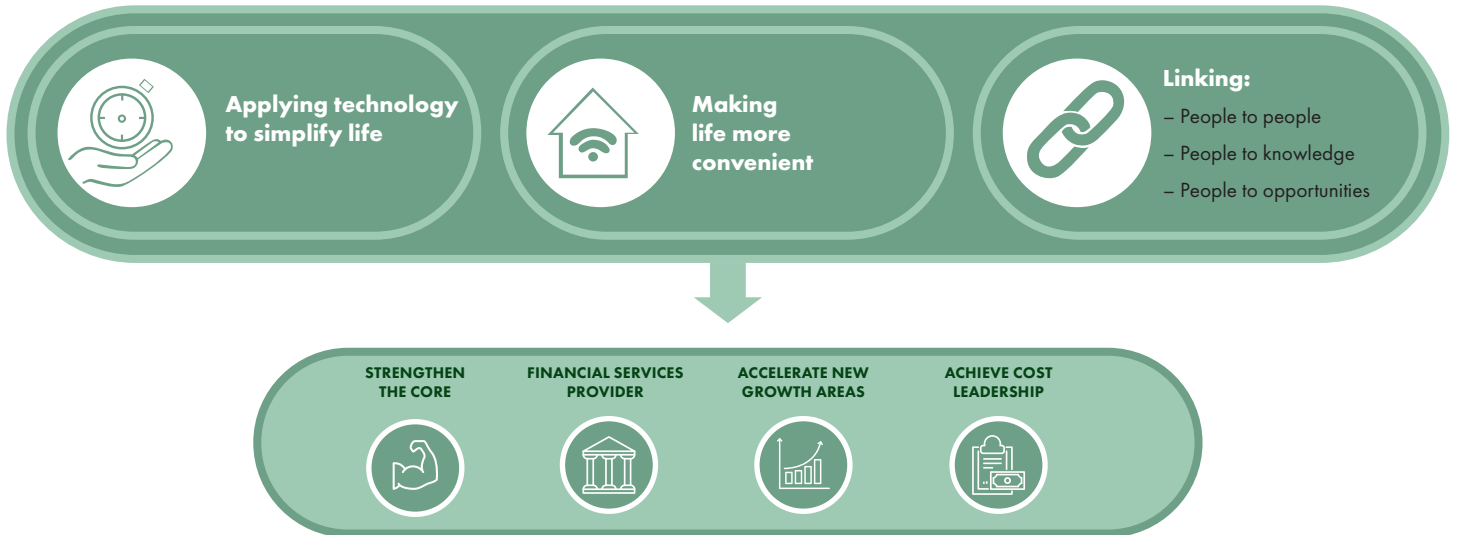 Applying technology
to simplify life
Making
life more
convenient
Linking:
– People to people
– People to knowledge
– People to opportunities
STRENGTHEN
THE CORE
FINANCIAL SERVICES
PROVIDER
ACCELERATE NEW
GROWTH AREAS
ACHIEVE COST
LEADERSHIP